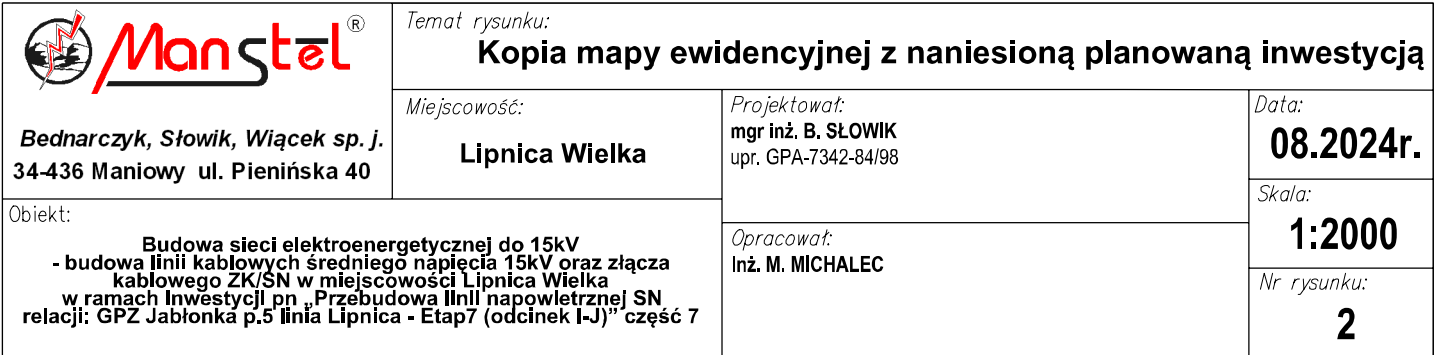 Manstel®
Bednarczyk, Słowik, Wiącek sp. j.
34-436 Maniowy ul. Pienińska 40
Temat rysunku:
Kopia mapy ewidencyjnej z naniesioną planowaną inwestycją
Miejscowość:
Lipnica Wielka
Projektował:
mgr inż. B. SŁOWIK
upr. GPA-7342-84/98
Data:
08.2024r.
Skala:
1:2000
Obiekt:
Budowa sieci elektroenergetycznej do 15kV
- budowa linii kablowych średniego napięcia 15kV oraz złącza
kablowego ZK/SN w miejscowości Lipnica Wielka
w ramach Inwestycji pn „Przebudowa linii napowietrznej SN
relacji: GPZ Jabłonka p.5 linia Lipnica - Etap7 (odcinek I-J)” część 7
Opracował:
Inż. M. MICHALEC
Nr rysunku:
2